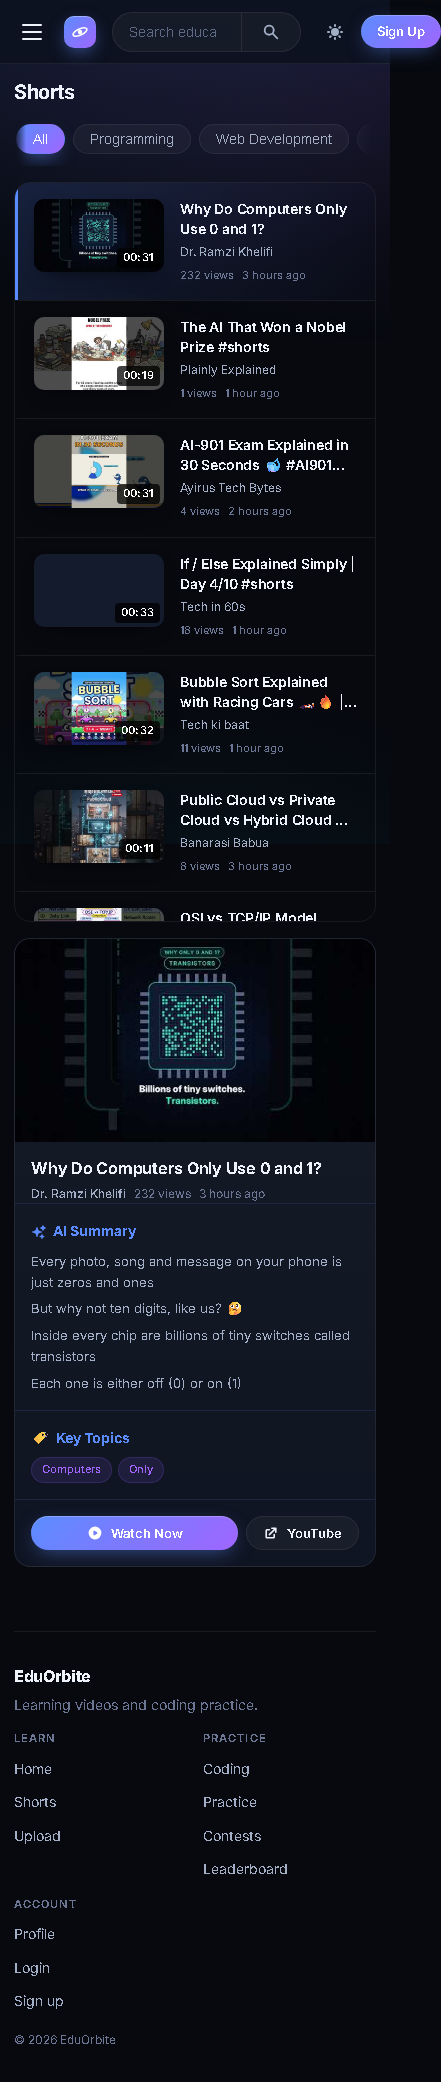 Search educa
Sign Up
Shorts
All
Programming
Web Development
00:31
Why Do Computers Only
Use 0 and 1?
Dr. Ramzi Khelifi
232 views 3 hours ago
NOBEL PRIZE
00:19
The AI That Won a Nobel
Prize #shorts
Plainly Explained
1 views 1 hour ago
00:31
AI-901 Exam Explained in
30 Seconds 🥶 #AI901...
Ayirus Tech Bytes
4 views 2 hours ago
00:33
If / Else Explained Simply |
Day 4/10 #shorts
Tech in 60s
18 views 1 hour ago
BUBBLE
SORT
00:32
Bubble Sort Explained
with Racing Cars 🏎️🔥 |...
Tech ki baat
11 views 1 hour ago
00:11
Public Cloud vs Private
Cloud vs Hybrid Cloud ...
Banarasi Babua
8 views 3 hours ago
OSI vs TCP/IP Model
WHY ONLY 0 AND 1?
TRANSISTORS
Billions of tiny switches.
Transistors.
Why Do Computers Only Use 0 and 1?
Dr. Ramzi Khelifi 232 views 3 hours ago
AI Summary
Every photo, song and message on your phone is
just zeros and ones
But why not ten digits, like us? 🤔
Inside every chip are billions of tiny switches called
transistors
Each one is either off (0) or on (1)
Key Topics
Computers
Only
Watch Now
YouTube
EduOrbite
Learning videos and coding practice.
LEARN
Home
Shorts
Upload
PRACTICE
Coding
Practice
Contests
Leaderboard
ACCOUNT
Profile
Login
Sign up
© 2026 EduOrbite